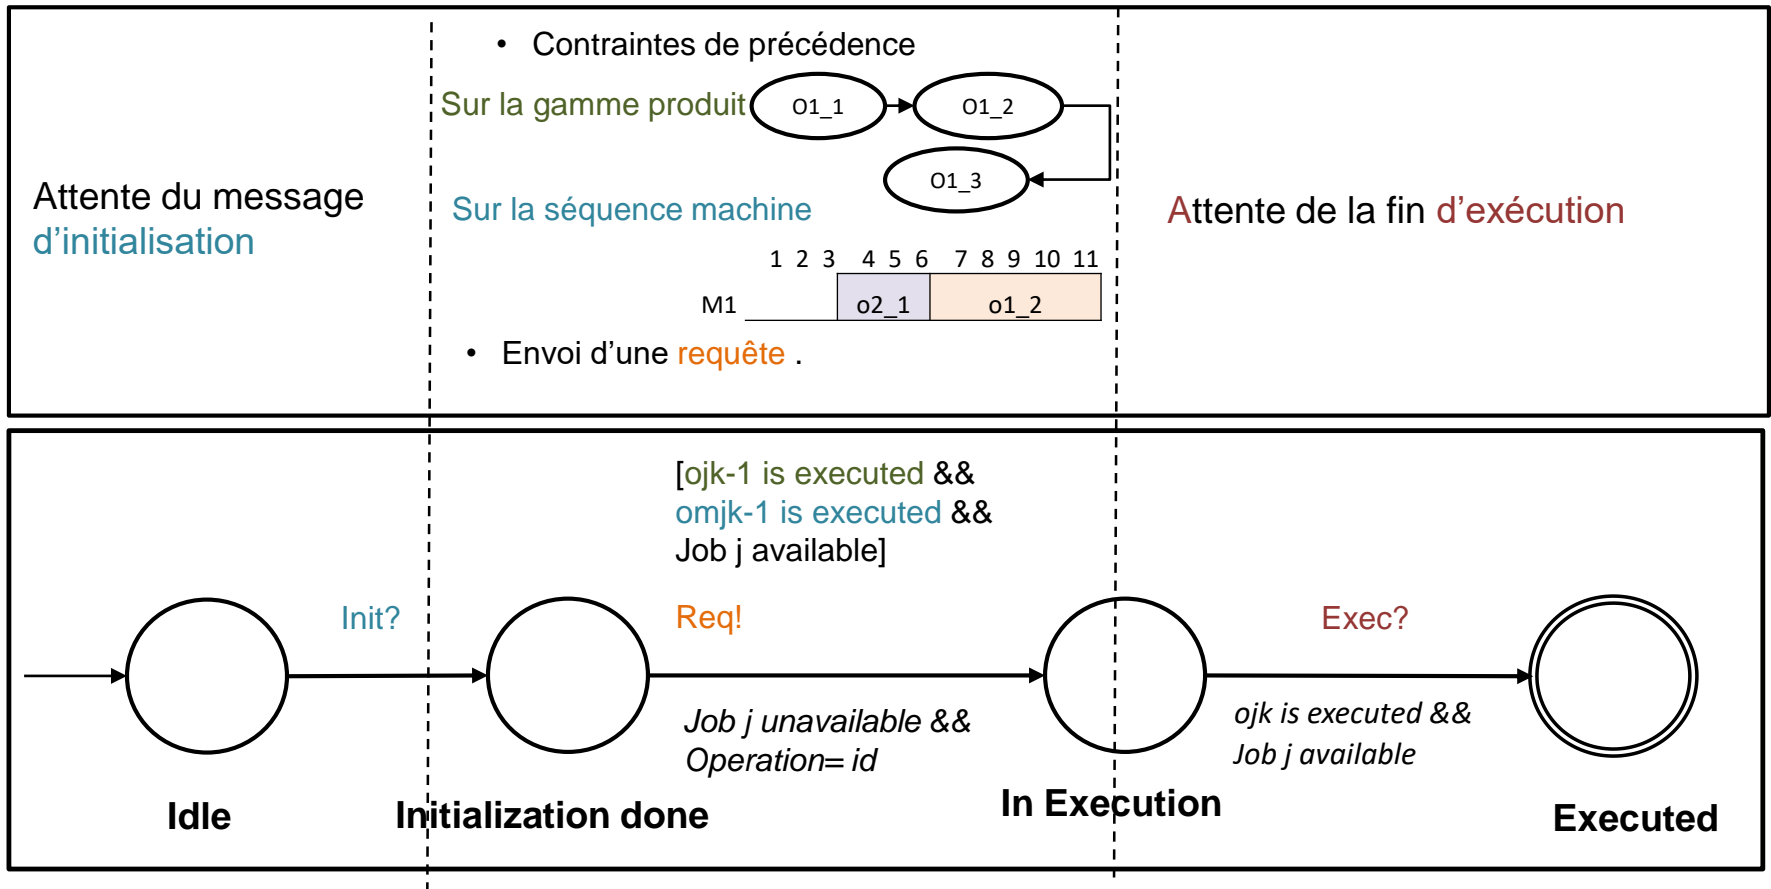 • Contraintes de précédence
Sur la gamme produit
O1_1
O1_2
O1_3
Attente du message
d'initialisation
Sur la séquence machine
1 2 3 4 5 6 7 8 9 10 11
M1
o2_1
o1_2
• Envoi d'une requête .
Attente de la fin d'exécution
[ojk-1 is executed &&
omjk-1 is executed &&
Job j available]
Init?
Req!
Exec?
Job j unavailable &&
Operation= id
ojk is executed &&
Job j available
Idle
Initialization done
In Execution
Executed